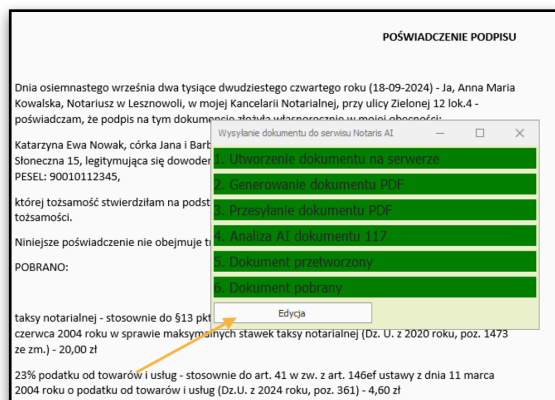 POŚWIADCZENIE PODPISU
Dnia osiemnastego września dwa tysiące dwudziestego czwartego roku (18-09-2024) - Ja, Anna Maria
Kowalska, Notariusz w Lesznowoli, w mojej Kancelarii Notarialnej, przy ulicy Zielonej 12 lok.4 -
poświadczam, że podpis na tym dokumencie złożyła własnoręcznie w mojej obecności:
Katarzyna Ewa Nowak, córka Jana i Barb
Słoneczna 15, legitymująca się dowoder
PESEL: 90010112345,
której tożsamość stwierdziłam na podst
tożsamości.
Niniejsze poświadczenie nie obejmuje tr
POBRANO:
Wysyłanie dokumentu do serwisu Notaris AI
1. Utworzenie dokumentu na serwerze
2. Generowanie dokumentu PDF
3. Przesyłanie dokumentu PDF
4. Analiza AI dokumentu 117
5. Dokument przetworzony
6. Dokument pobrany
Edycja
taksy notarialnej - stosownie do §13 pkt
czerwca 2004 roku w sprawie maksymalnych stawek taksy notarialnej (Dz. U. z 2020 roku, poz. 1473
ze zm.) - 20,00 zł
23% podatku od towarów i usług - stosownie do art. 41 w zw. z art. 146ef ustawy z dnia 11 marca
2004 roku o podatku od towarów i usług (Dz.U. z 2024 roku, poz. 361) - 4,60 zł